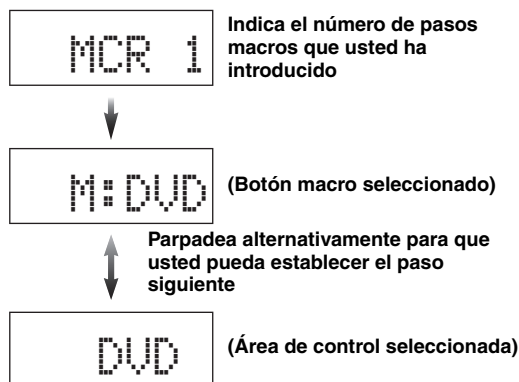 MCR 1
Indica el número de pasos
macros que usted ha
introducido
M:DVD
(Botón macro seleccionado)
Parpadea alternativamente para que
usted pueda establecer el paso
siguiente
DVD
(Área de control seleccionada)